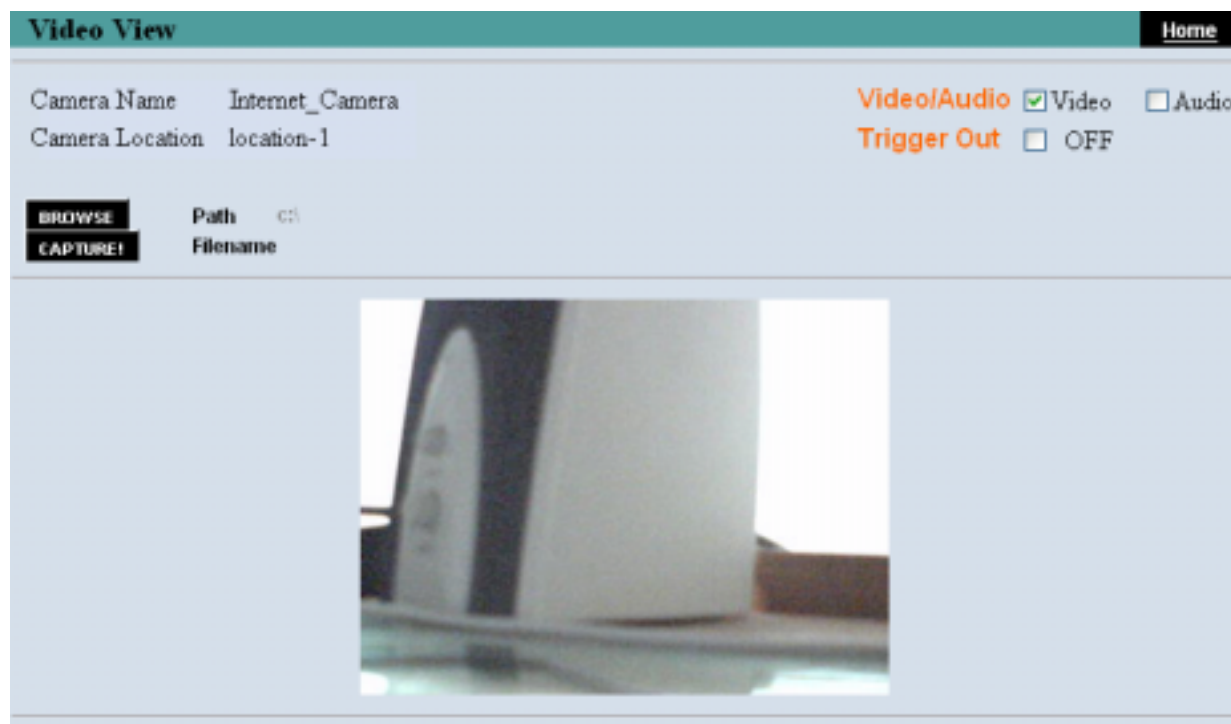 Video View
Home
Camera Name Internet_Camera
Video/Audio Video Audio
Camera Location location-1
Trigger Out OFF
BROWSE Path c:\
CAPTURE! Filename